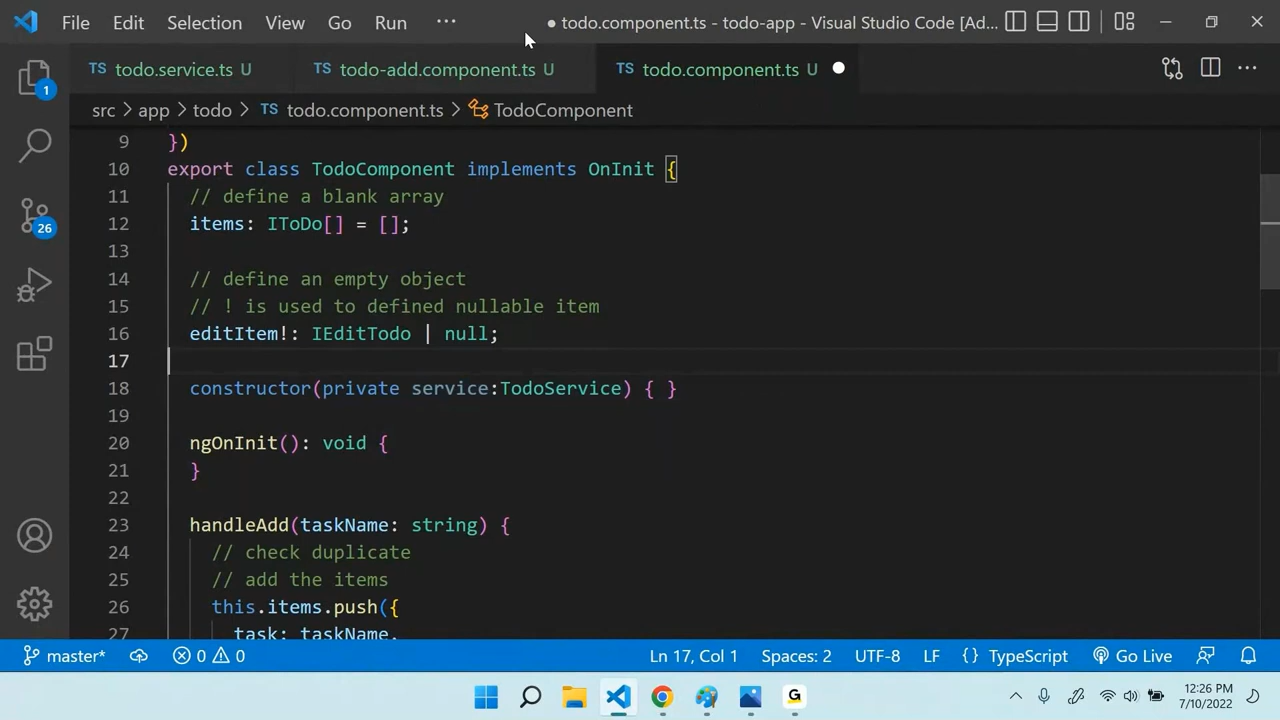 File Edit Selection View Go Run ··· ● todo.component.ts - todo-app - Visual Studio Code [Ad...
TS todo.service.ts U TS todo-add.component.ts U TS todo.component.ts U
1
src > app > todo > TS todo.component.ts > TodoComponent
9 })
10 export class TodoComponent implements OnInit {
11 // define a blank array
12 items: IToDo[] = [];
13
14 // define an empty object
15 // ! is used to defined nullable item
16 editItem!: IEditTodo | null;
17
18 constructor(private service:TodoService) { }
19
20 ngOnInit(): void {
21 }
22
23 handleAdd(taskName: string) {
24 // check duplicate
25 // add the items
26 this.items.push({
27 task: taskName,
26
master* 0 0 Ln 17, Col 1 Spaces: 2 UTF-8 LF {} TypeScript Go Live
G
12:26 PM
7/10/2022